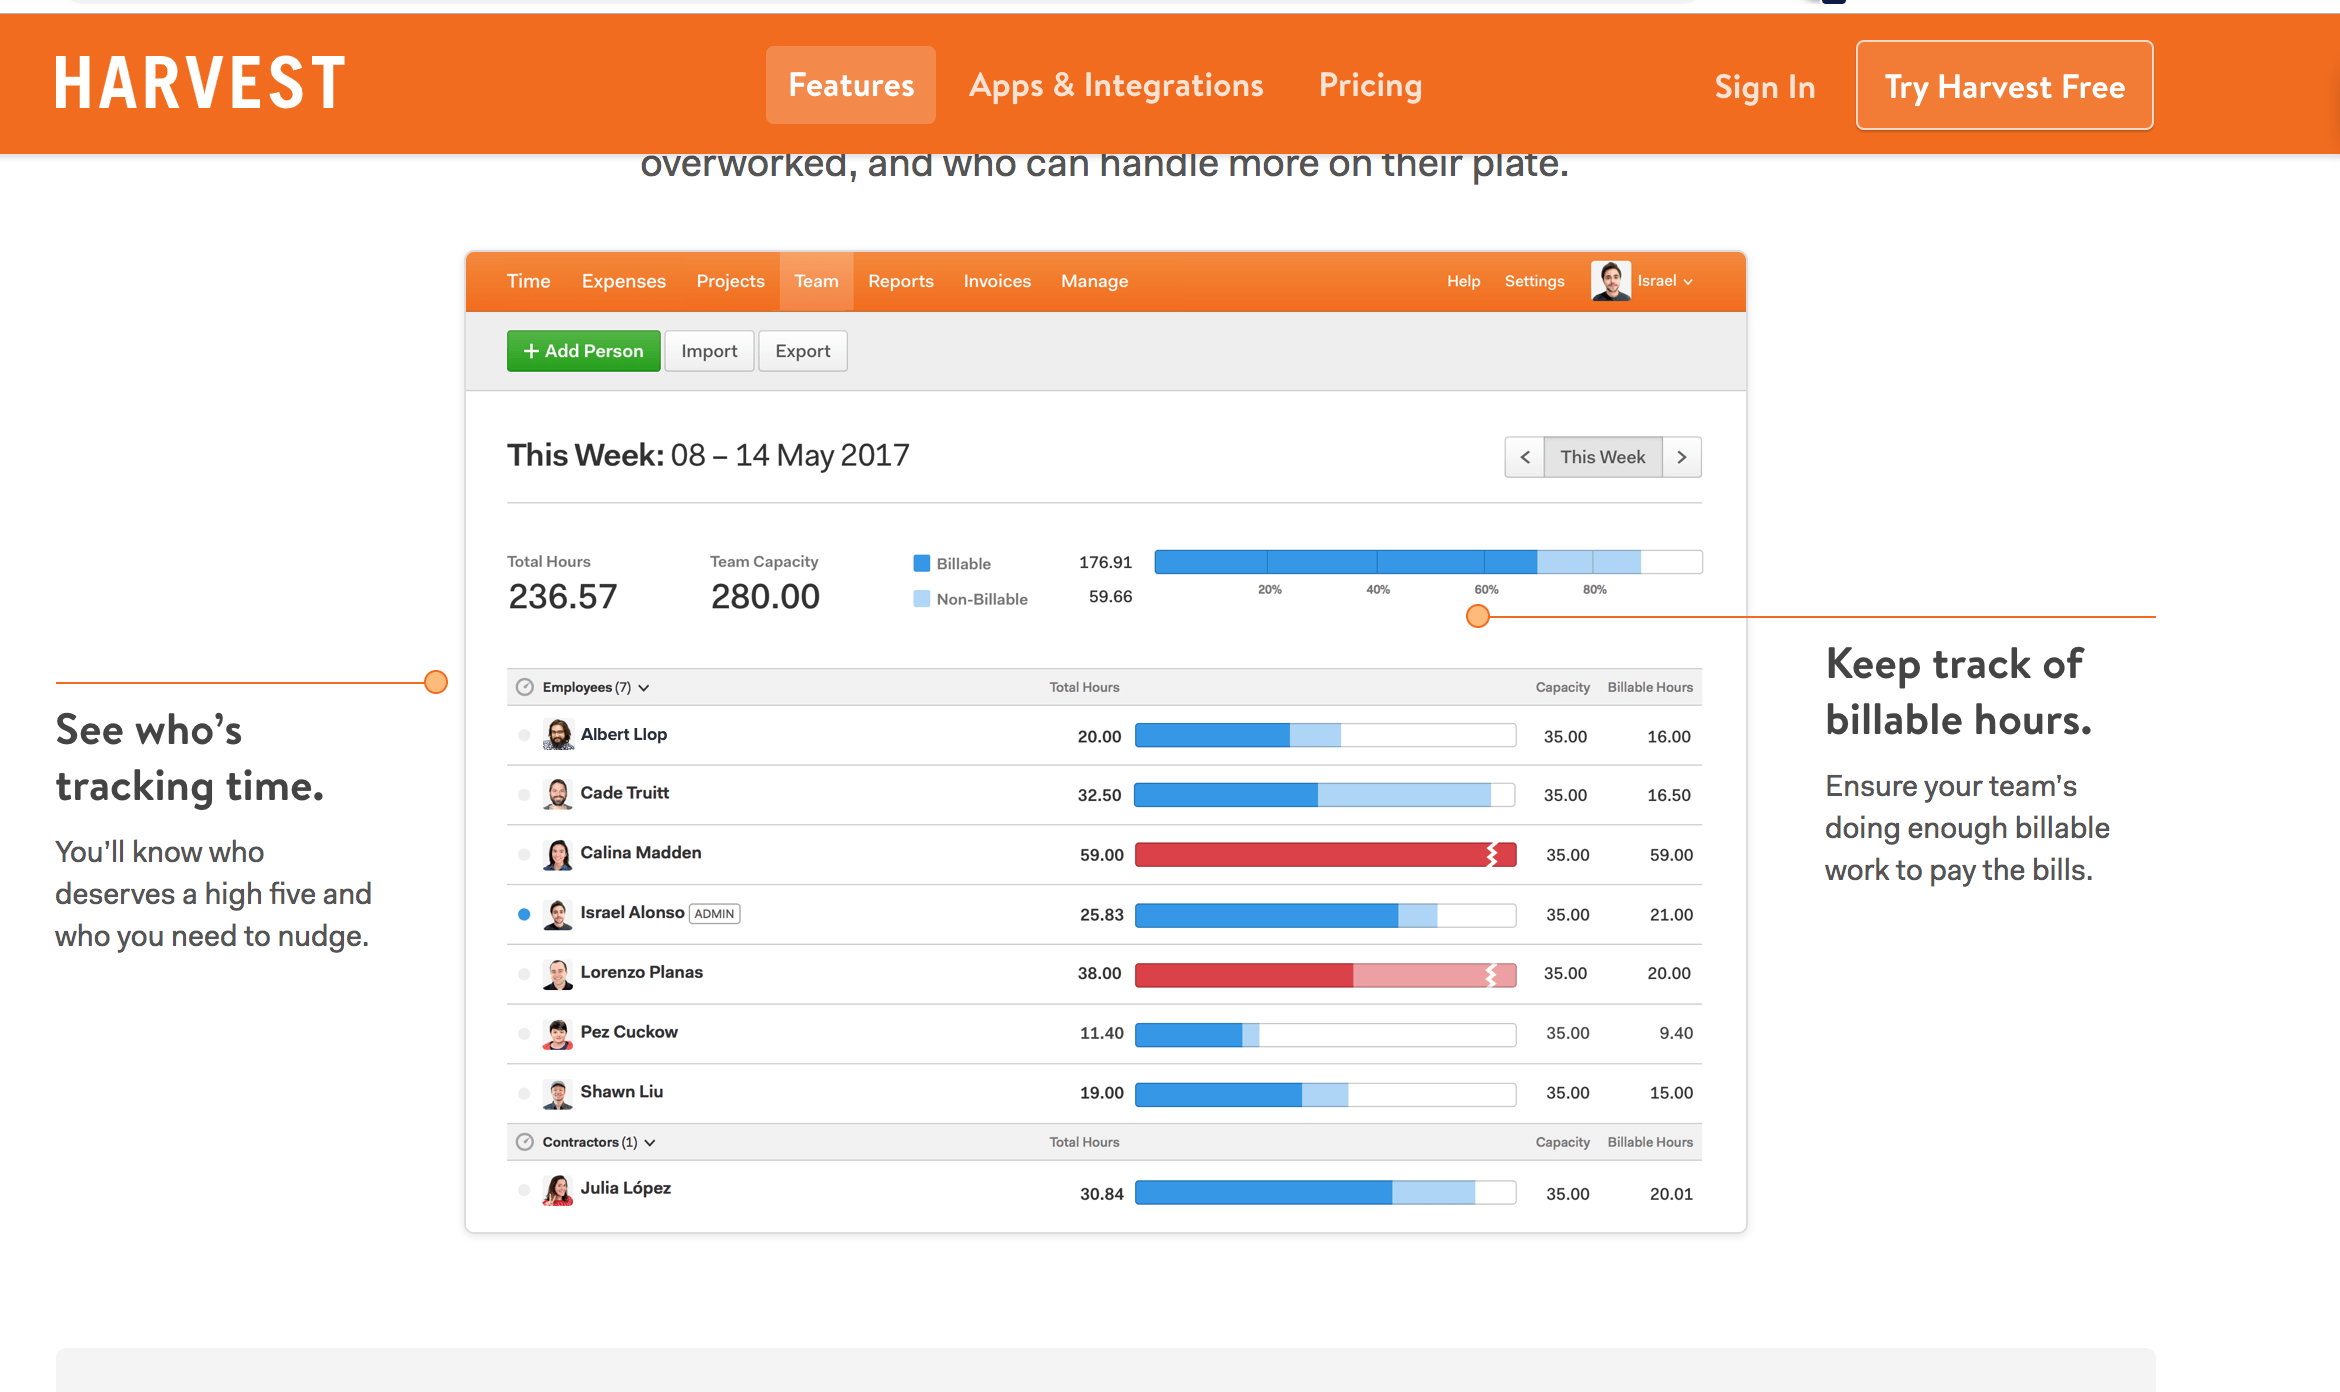 HARVEST
Features
Apps & Integrations
Pricing
Sign In
Try Harvest Free
overworked, and who can handle more on their plate.
Time Expenses Projects Team Reports Invoices Manage
Help Settings Israel
+ Add Person Import Export
This Week: 08 – 14 May 2017
< This Week >
Total Hours
236.57
Team Capacity
280.00
Billable 176.91
Non-Billable 59.66
20% 40% 60% 80%
See who’s
tracking time.
You’ll know who
deserves a high five and
who you need to nudge.
Employees (7) Total Hours Capacity Billable Hours
Albert Llop 20.00 35.00 16.00
Cade Truitt 32.50 35.00 16.50
Calina Madden 59.00 35.00 59.00
Israel Alonso ADMIN 25.83 35.00 21.00
Lorenzo Planas 38.00 35.00 20.00
Pez Cuckow 11.40 35.00 9.40
Shawn Liu 19.00 35.00 15.00
Contractors (1) Total Hours Capacity Billable Hours
Julia López 30.84 35.00 20.01
Keep track of
billable hours.
Ensure your team’s
doing enough billable
work to pay the bills.